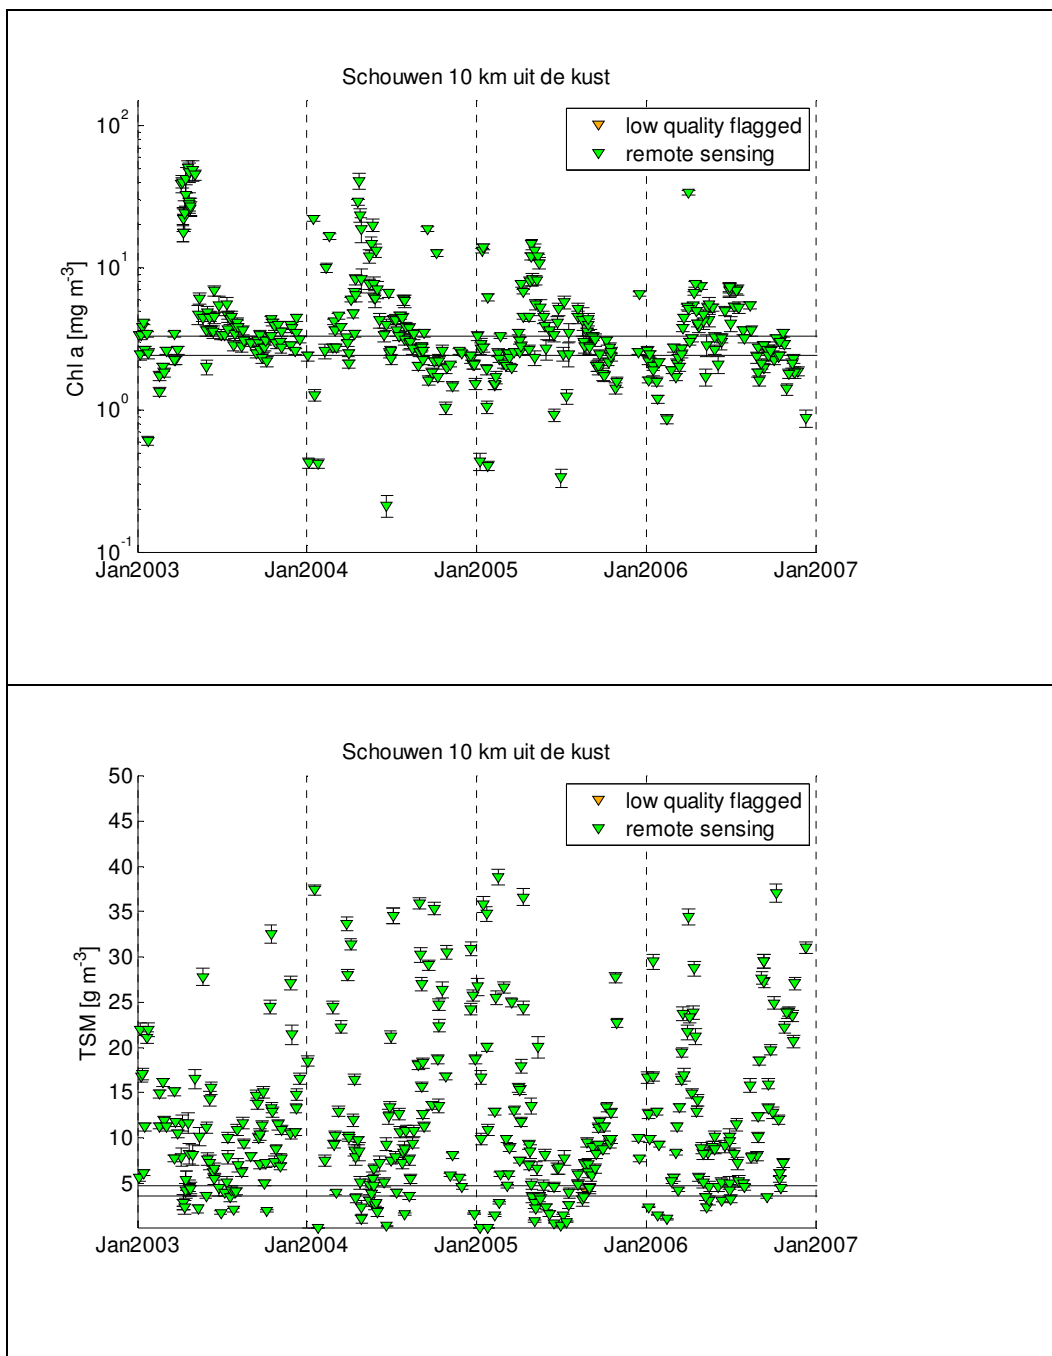 Schouwen 10 km uit de kust
low quality flagged
remote sensing
Chl a [mg m-3]
10^2
10^1
10^0
10^-1
Jan2003 Jan2004 Jan2005 Jan2006 Jan2007
Schouwen 10 km uit de kust
low quality flagged
remote sensing
TSM [g m-3]
50
45
40
35
30
25
20
15
10
5
Jan2003 Jan2004 Jan2005 Jan2006 Jan2007